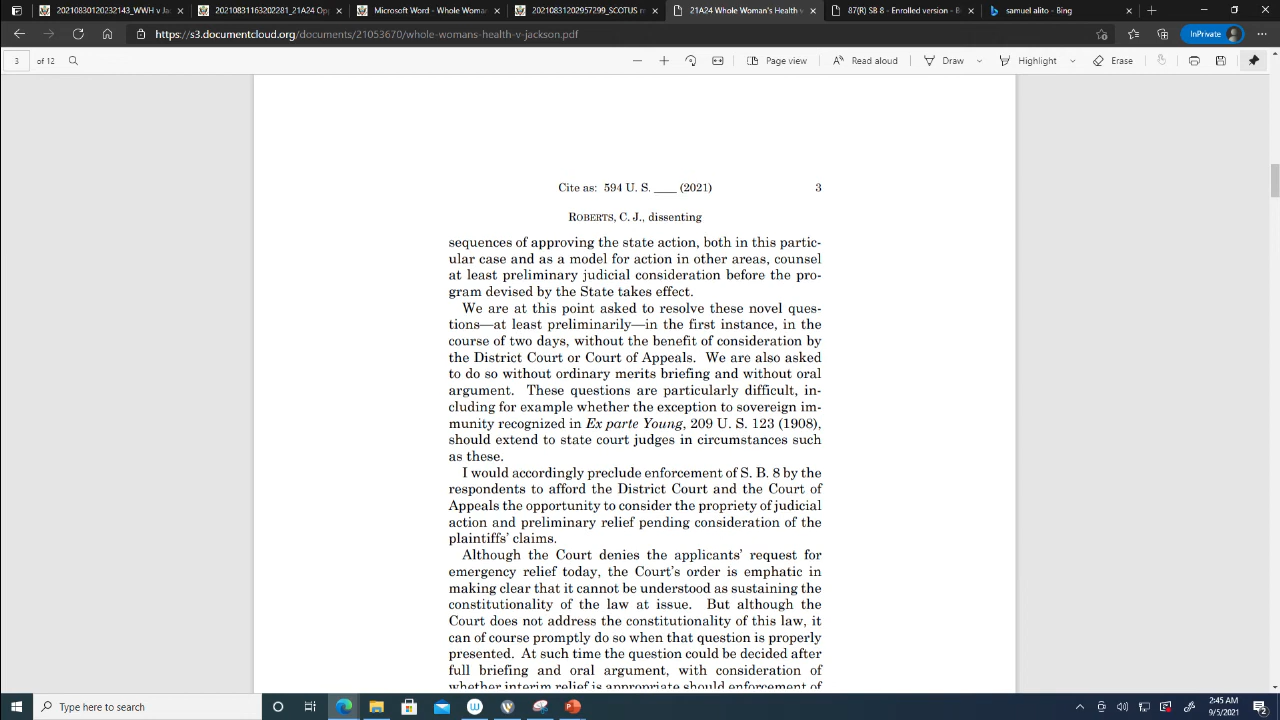 20210830120232143_WWH v Jac
20210831163202281_21A24 Opp
Microsoft Word - Whole Woma
20210831202957299_SCOTUS m
21A24 Whole Woman's Health v
87(R) SB 8 - Enrolled version - B
samuel alito - Bing
https://s3.documentcloud.org/documents/21053670/whole-womans-health-v-jackson.pdf
InPrivate
3 of 12
Page view
Read aloud
Draw
Highlight
Erase
Cite as: 594 U. S. ____ (2021) 3
ROBERTS, C. J., dissenting
sequences of approving the state action, both in this partic-
ular case and as a model for action in other areas, counsel
at least preliminary judicial consideration before the pro-
gram devised by the State takes effect.
We are at this point asked to resolve these novel ques-
tions—at least preliminarily—in the first instance, in the
course of two days, without the benefit of consideration by
the District Court or Court of Appeals. We are also asked
to do so without ordinary merits briefing and without oral
argument. These questions are particularly difficult, in-
cluding for example whether the exception to sovereign im-
munity recognized in Ex parte Young, 209 U. S. 123 (1908),
should extend to state court judges in circumstances such
as these.
I would accordingly preclude enforcement of S. B. 8 by the
respondents to afford the District Court and the Court of
Appeals the opportunity to consider the propriety of judicial
action and preliminary relief pending consideration of the
plaintiffs' claims.
Although the Court denies the applicants' request for
emergency relief today, the Court's order is emphatic in
making clear that it cannot be understood as sustaining the
constitutionality of the law at issue. But although the
Court does not address the constitutionality of this law, it
can of course promptly do so when that question is properly
presented. At such time the question could be decided after
full briefing and oral argument, with consideration of
whether interim relief is appropriate should enforcement of
Type here to search
2:45 AM
9/5/2021
2